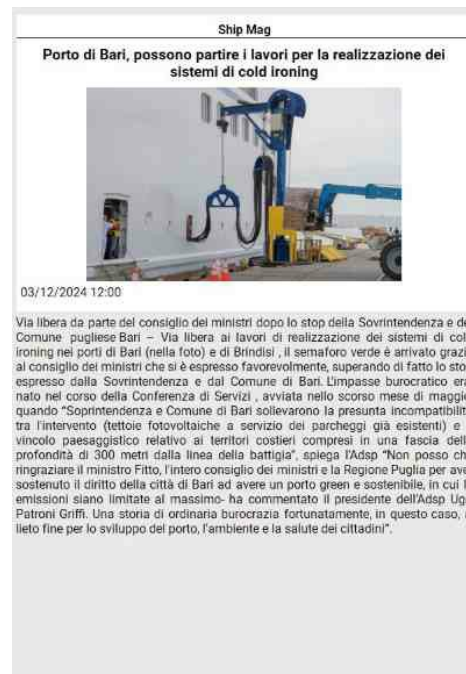 Ship Mag
Porto di Bari, possono partire i lavori per la realizzazione dei
sistemi di cold ironing
03/12/2024 12:00
Via libera da parte del consiglio dei ministri dopo lo stop della Sovrintendenza e de
Comune pugliese Bari – Via libera ai lavori di realizzazione dei sistemi di col
ironing nei porti di Bari (nella foto) e di Brindisi , il semaforo verde è arrivato grazi
al consiglio dei ministri che si è espresso favorevolmente, superando di fatto lo sto
espresso dalla Sovrintendenza e dal Comune di Bari. L'impasse burocratico era
nato nel corso della Conferenza di Servizi , avviata nello scorso mese di maggi
quando "Soprintendenza e Comune di Bari sollevarono la presunta incompatibilit
tra l'intervento (tettoie fotovoltaiche a servizio dei parcheggi già esistenti) e
vincolo paesaggistico relativo ai territori costieri compresi in una fascia dell
profondità di 300 metri dalla linea della battigia", spiega l'Adsp "Non posso ch
ringraziare il ministro Fitto, l'intero consiglio dei ministri e la Regione Puglia per ave
sostenuto il diritto della città di Bari ad avere un porto green e sostenibile, in cui l
emissioni siano limitate al massimo- ha commentato il presidente dell'Adsp Ug
Patroni Griffi. Una storia di ordinaria burocrazia fortunatamente, in questo caso, a
lieto fine per lo sviluppo del porto, l'ambiente e la salute dei cittadini".